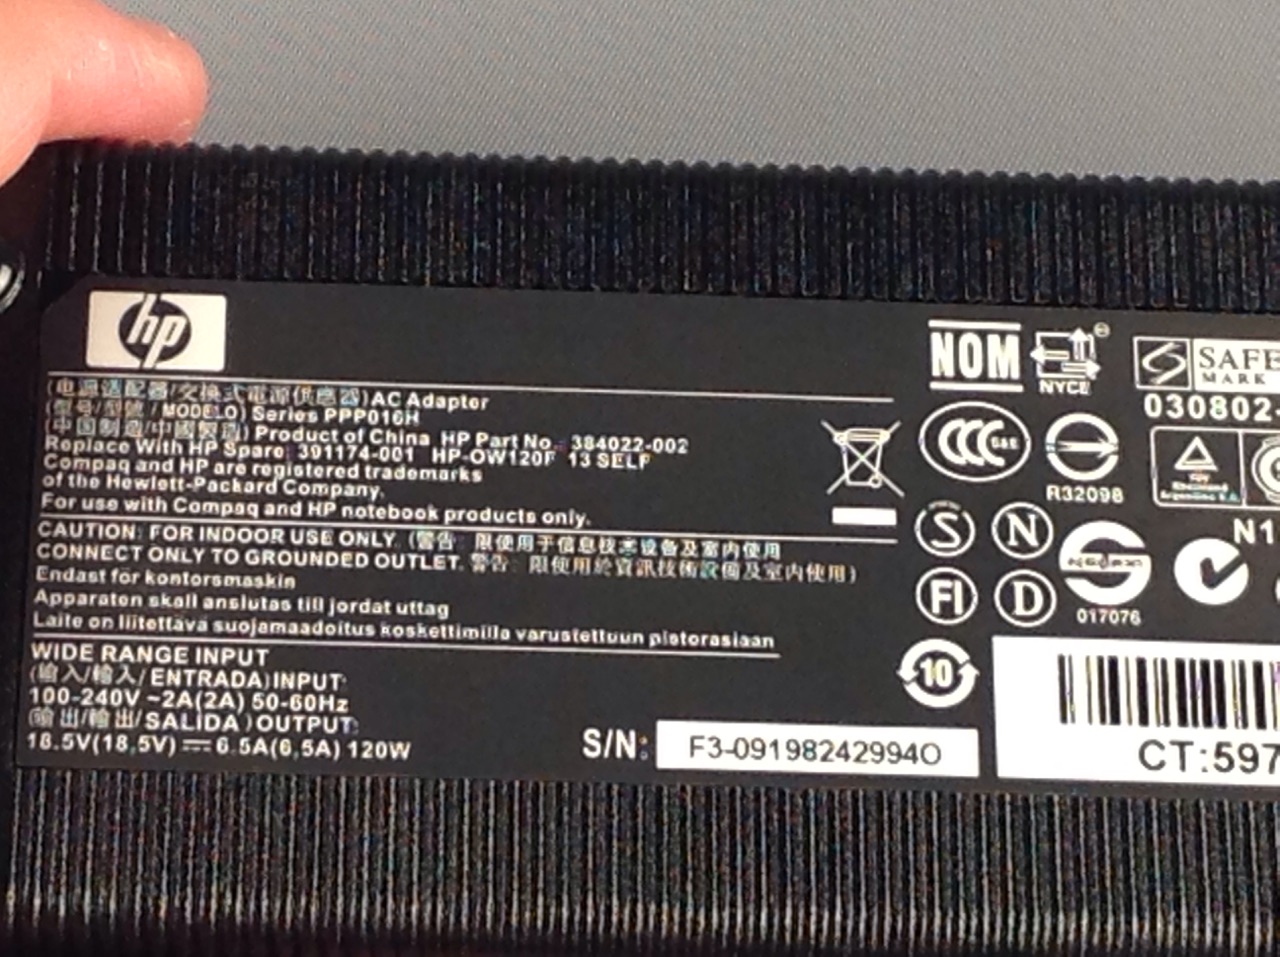 hp
(电源适配器/交換式電源供應器)AC Adapter
(型号/型號/MODELO) Series PPP016H
(中国制造/中國製造) Product of China HP Part No. 384022-002
Replace With HP Spare: 391174-001 HP-OW120F 13 SELF
Compaq and HP are registered trademarks
of the Hewlett-Packard Company.
For use with Compaq and HP notebook products only.
CAUTION: FOR INDOOR USE ONLY. (警告: 限使用于信息技术设备及室内使用
CONNECT ONLY TO GROUNDED OUTLET. 警告: 限使用於資訊技術設備及室內使用)
Endast för kontorsmaskin
Apparaten skall anslutas till jordat uttag
Laite on liitettävä suojamaadoitus koskettimilla varustettuun pistorasiaan
WIDE RANGE INPUT
(输入/輸入/ENTRADA)INPUT:
100-240V ~2A(2A) 50-60Hz
(输出/輸出/SALIDA)OUTPUT:
18.5V(18,5V) ⎓ 6.5A(6,5A) 120W
S/N: F3-09198242994O
NOM
NYCE
SAFE
MARK
030802-
CCC
S&E
R32098
S
N
FI
D
017076
N1
10
CT:597